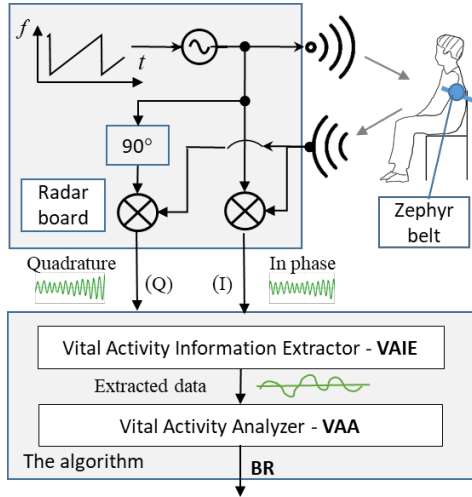 f
t
90°
Radar
board
Zephyr
belt
Quadrature
(Q)
(I)
In phase
Vital Activity Information Extractor - VAIE
Extracted data
Vital Activity Analyzer - VAA
The algorithm
BR